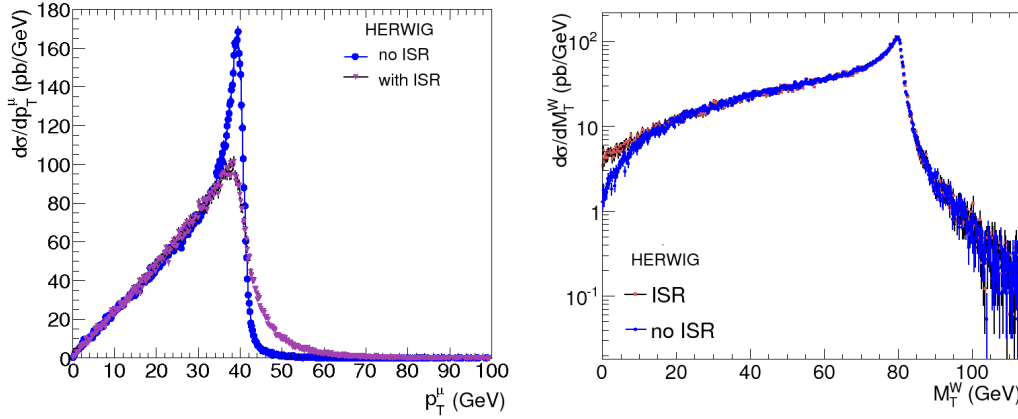 dσ/dp_T^μ (pb/GeV)
180
160
140
120
100
80
60
40
20
0
HERWIG
no ISR
with ISR
0 10 20 30 40 50 60 70 80 90 100
p_T^μ (GeV)
dσ/dM_T^W (pb/GeV)
10²
10
1
10⁻¹
HERWIG
ISR
no ISR
0 20 40 60 80 100
M_T^W (GeV)